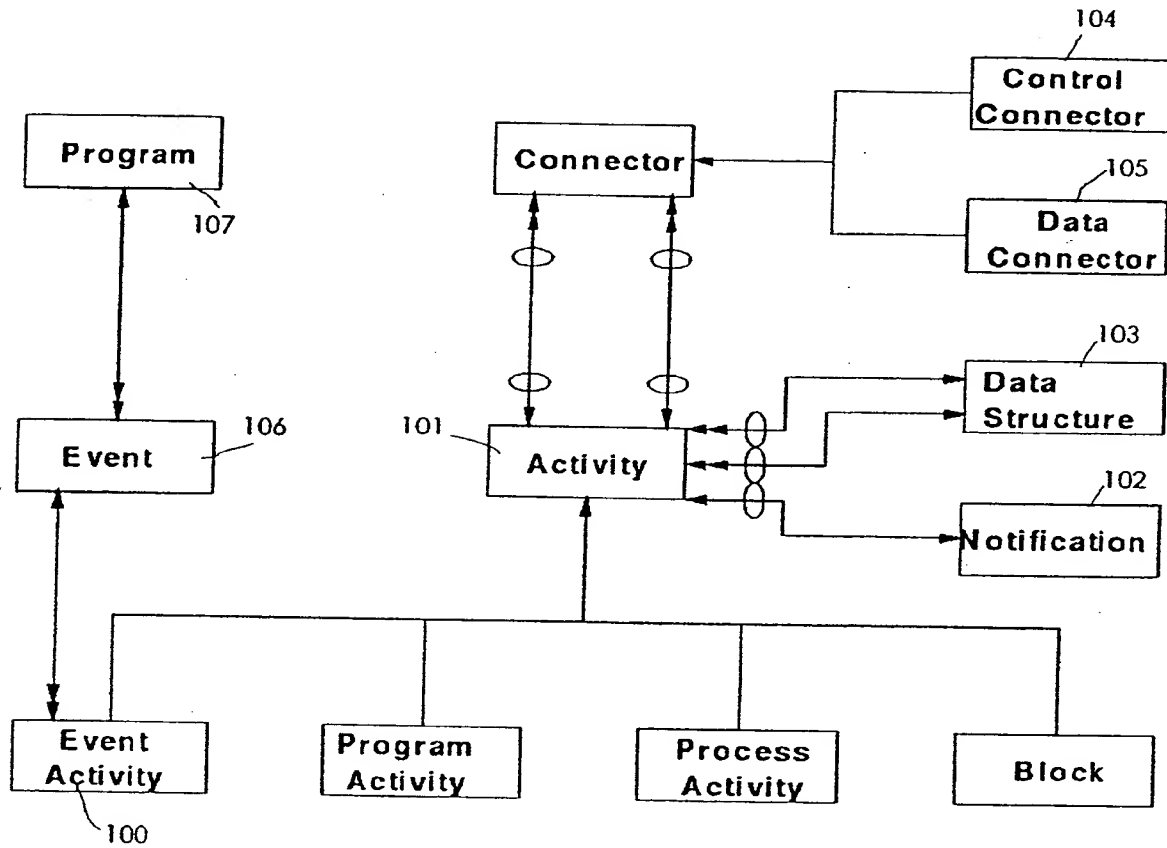 104
Control
Connector
Program
107
Connector
105
Data
Connector
103
Data
Structure
106
Event
101
Activity
102
Notification
Event
Activity
100
Program
Activity
Process
Activity
Block